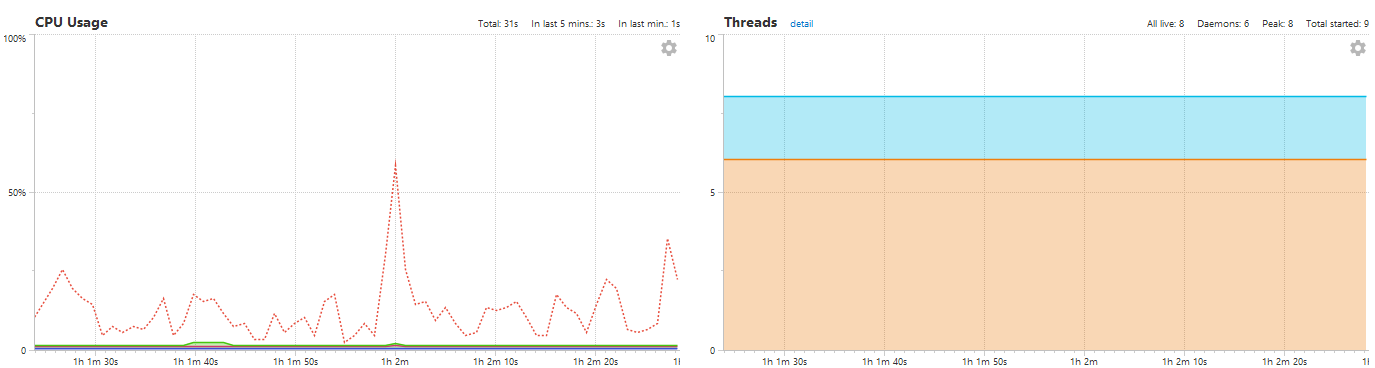 CPU Usage Total: 31s In last 5 mins.: 3s In last min.: 1s
100%
50%
0
1h 1m 30s 1h 1m 40s 1h 1m 50s 1h 2m 1h 2m 10s 1h 2m 20s
Threads detail All live: 8 Daemons: 6 Peak: 8 Total started: 9
10
5
0
1h 1m 30s 1h 1m 40s 1h 1m 50s 1h 2m 1h 2m 10s 1h 2m 20s